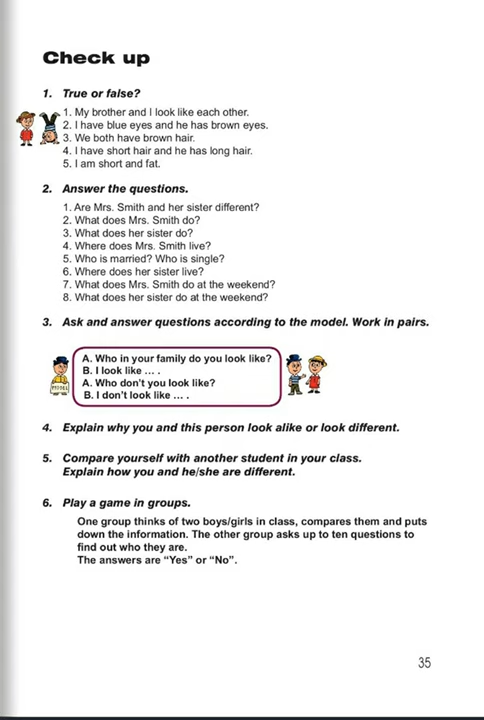 Check up
1. True or false?
1. My brother and I look like each other.
2. I have blue eyes and he has brown eyes.
3. We both have brown hair.
4. I have short hair and he has long hair.
5. I am short and fat.
2. Answer the questions.
1. Are Mrs. Smith and her sister different?
2. What does Mrs. Smith do?
3. What does her sister do?
4. Where does Mrs. Smith live?
5. Who is married? Who is single?
6. Where does her sister live?
7. What does Mrs. Smith do at the weekend?
8. What does her sister do at the weekend?
3. Ask and answer questions according to the model. Work in pairs.
A. Who in your family do you look like?
B. I look like ... .
A. Who don't you look like?
B. I don't look like ... .
4. Explain why you and this person look alike or look different.
5. Compare yourself with another student in your class.
Explain how you and he/she are different.
6. Play a game in groups.
One group thinks of two boys/girls in class, compares them and puts
down the information. The other group asks up to ten questions to
find out who they are.
The answers are “Yes” or “No”.
35